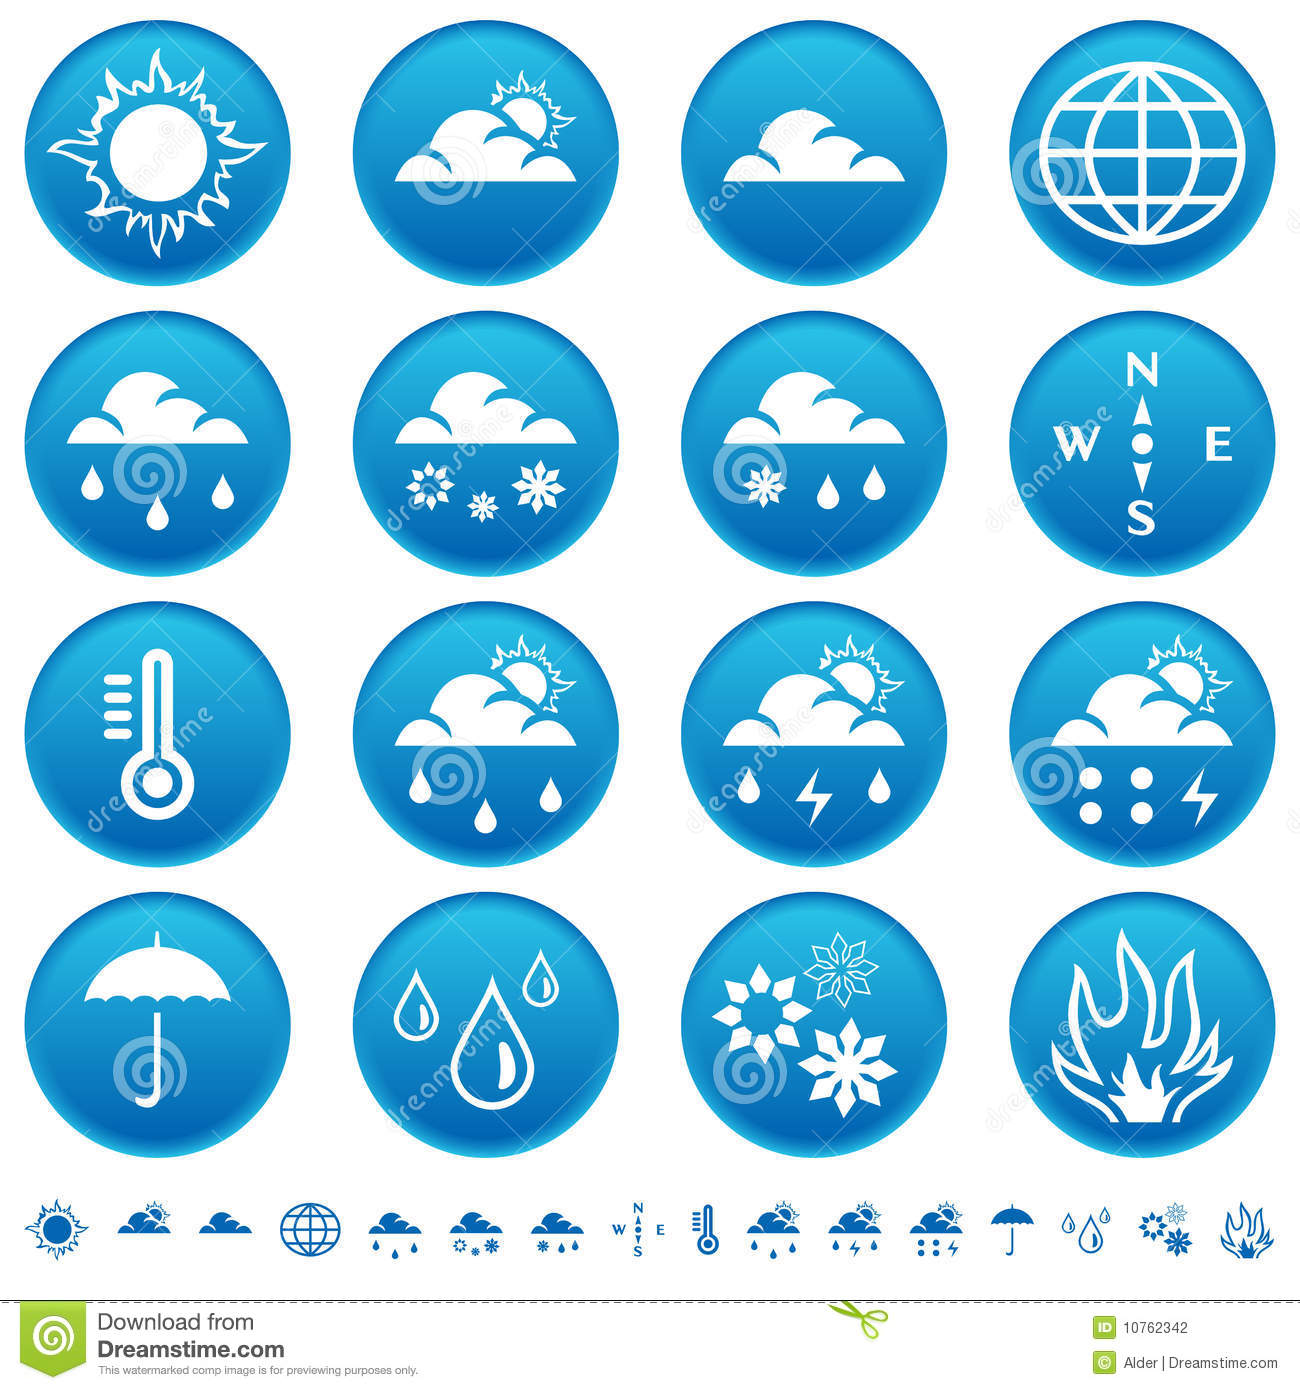 N
W E
S
N
W E
S
Download from
Dreamstime.com
This watermarked comp image is for previewing purposes only.
ID 10762342
© Alder | Dreamstime.com